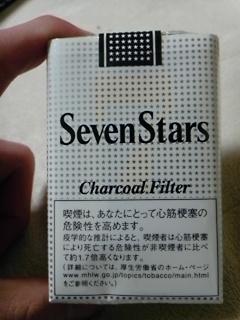 Seven Stars
Charcoal Filter
喫煙は、あなたにとって心筋梗塞の
危険性を高めます。
疫学的な推計によると、喫煙者は心筋梗塞
により死亡する危険性が非喫煙者に比べ
て約1.7倍高くなります。
(詳細については、厚生労働省のホーム・ページ
www.mhlw.go.jp/topics/tobacco/main.html
をご参照ください。)